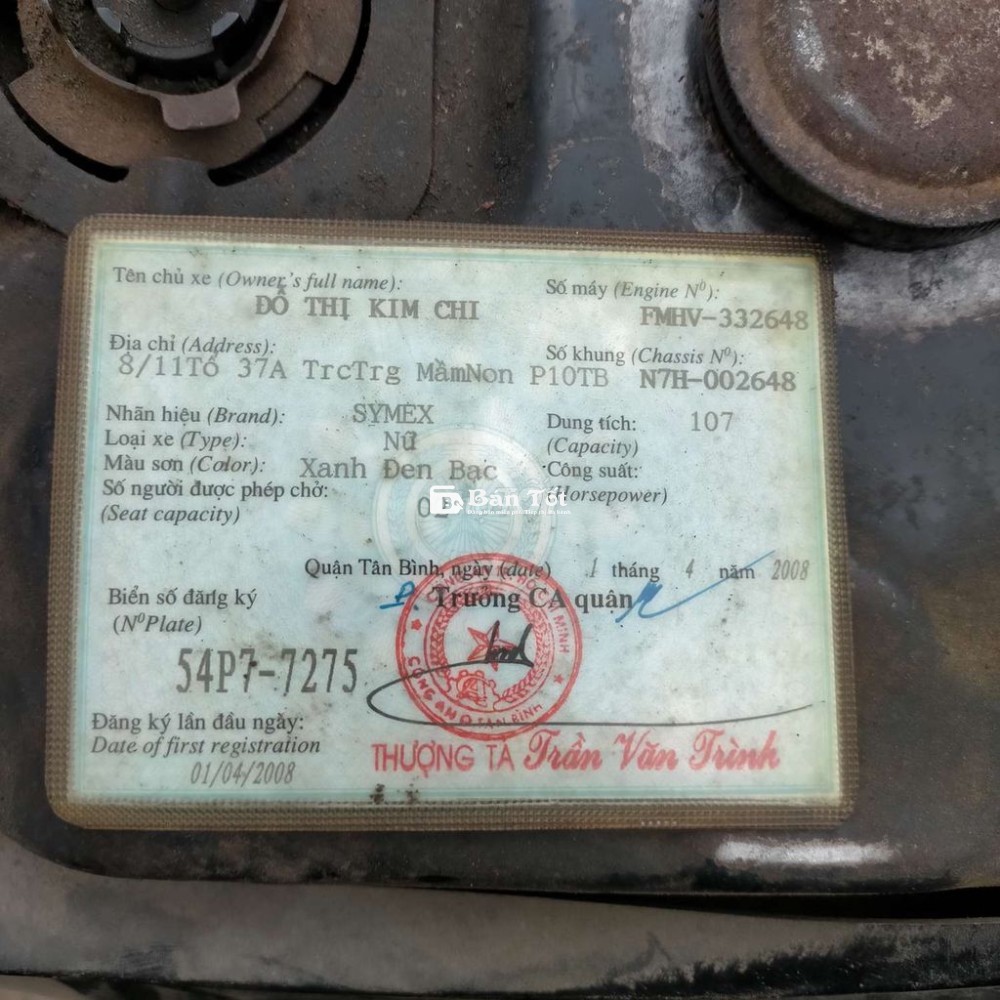 Tên chủ xe (Owner's full name):
ĐỖ THỊ KIM CHI
Số máy (Engine N⁰):
FMHV-332648
Địa chỉ (Address):
8/11Tổ 37A TrcTrg MầmNon P10TB
Số khung (Chassis N⁰):
N7H-002648
Nhãn hiệu (Brand): SYMEX
Dung tích: 107
(Capacity)
Loại xe (Type): Nữ
Màu sơn (Color): Xanh Đen Bạc
Công suất:
(Horsepower)
Số người được phép chở:
(Seat capacity)
Bán Tốt
Quận Tân Bình, ngày (date) 1 tháng 4 năm 2008
Trưởng CA quận
Biển số đăng ký
(N⁰Plate)
54P7-7275
CÔNG AN Q TÂN BÌNH
Đăng ký lần đầu ngày:
Date of first registration
01/04/2008
THƯỢNG TÁ Trần Văn Trình